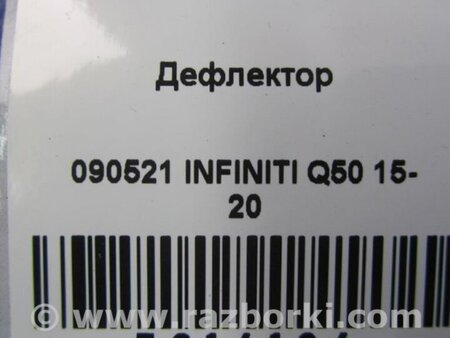 Дефлектор
090521 INFINITI Q50 15-
20
www.razborki.com